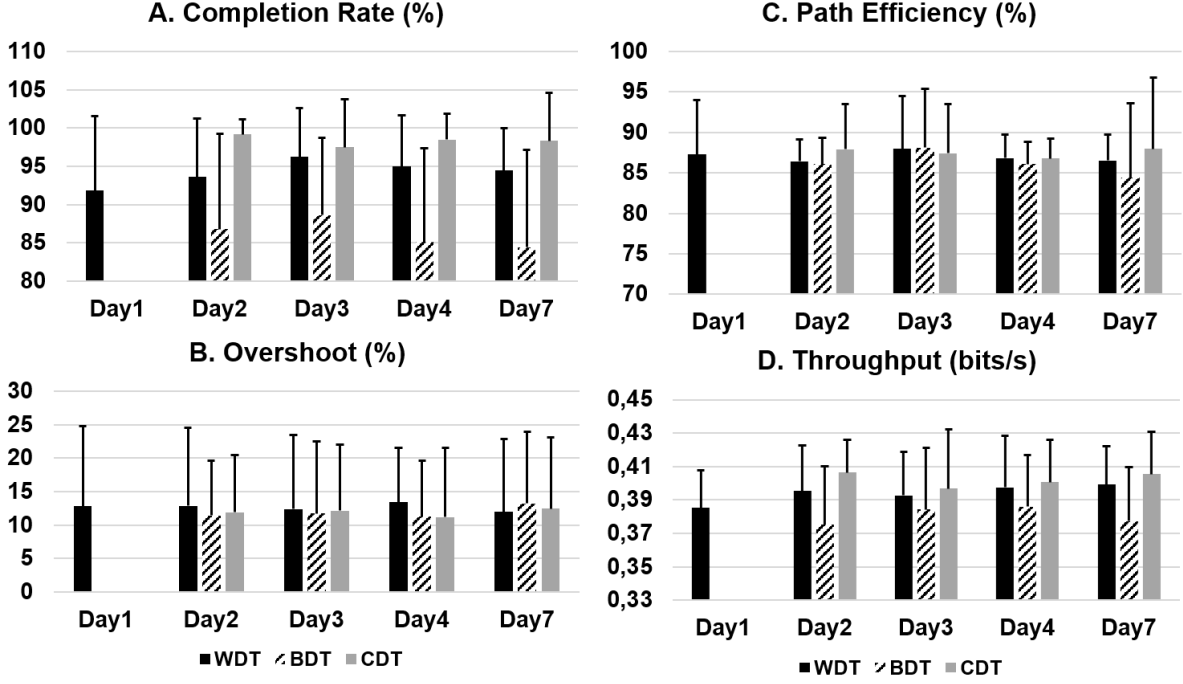 A. Completion Rate (%)
110
105
100
95
90
85
80
Day1 Day2 Day3 Day4 Day7
B. Overshoot (%)
30
25
20
15
10
5
0
Day1 Day2 Day3 Day4 Day7
WDT BDT CDT
C. Path Efficiency (%)
100
95
90
85
80
75
70
Day1 Day2 Day3 Day4 Day7
D. Throughput (bits/s)
0,45
0,43
0,41
0,39
0,37
0,35
0,33
Day1 Day2 Day3 Day4 Day7
WDT BDT CDT